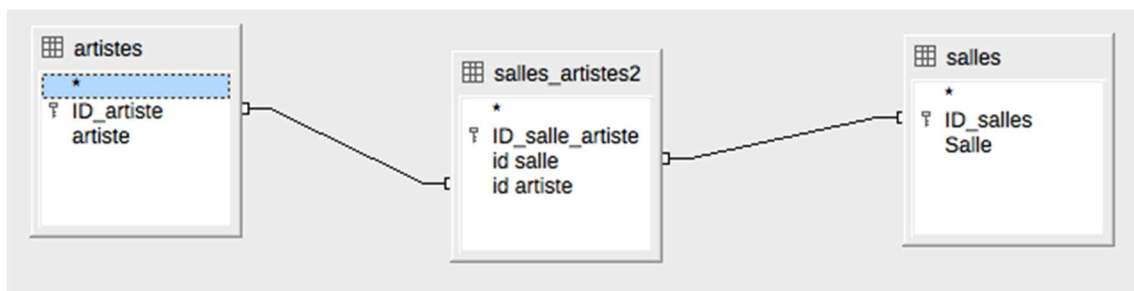 artistes
*
ID_artiste
artiste
salles_artistes2
*
ID_salle_artiste
id salle
id artiste
salles
*
ID_salles
Salle